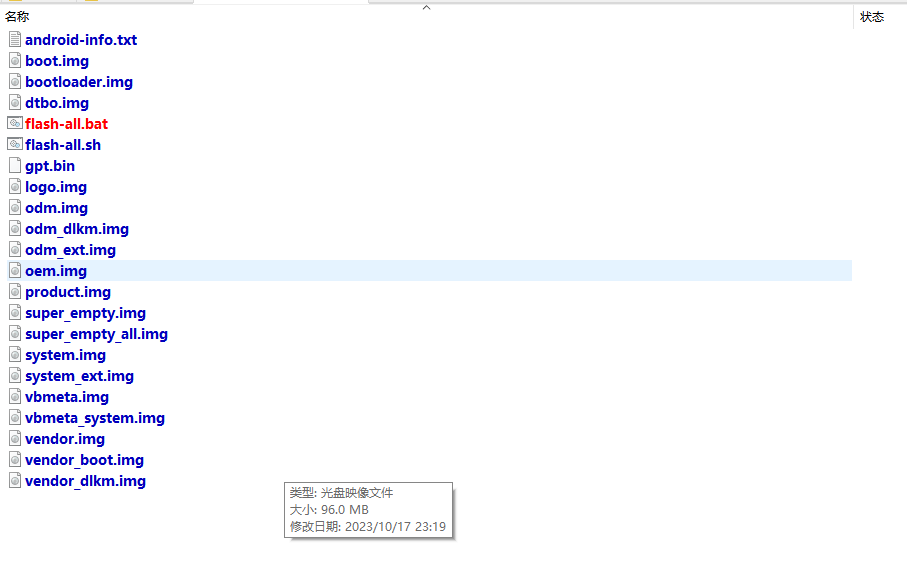 名称 状态
android-info.txt
boot.img
bootloader.img
dtbo.img
flash-all.bat
flash-all.sh
gpt.bin
logo.img
odm.img
odm_dlkm.img
odm_ext.img
oem.img
product.img
super_empty.img
super_empty_all.img
system.img
system_ext.img
vbmeta.img
vbmeta_system.img
vendor.img
vendor_boot.img
vendor_dlkm.img
类型: 光盘映像文件
大小: 96.0 MB
修改日期: 2023/10/17 23:19